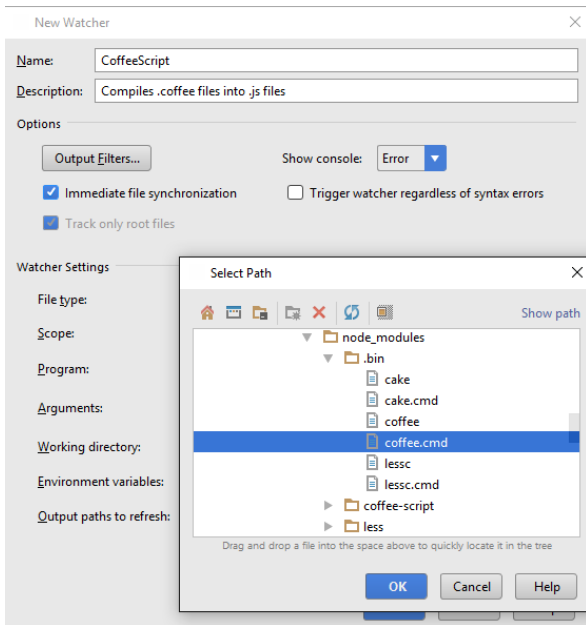 New Watcher
Name: CoffeeScript
Description: Compiles .coffee files into .js files
Options
Output Filters... Show console: Error
Immediate file synchronization Trigger watcher regardless of syntax errors
Track only root files
Watcher Settings
File type:
Scope:
Program:
Arguments:
Working directory:
Environment variables:
Output paths to refresh:
Select Path
Show path
node_modules
.bin
cake
cake.cmd
coffee
coffee.cmd
lessc
lessc.cmd
coffee-script
less
Drag and drop a file into the space above to quickly locate it in the tree
OK Cancel Help